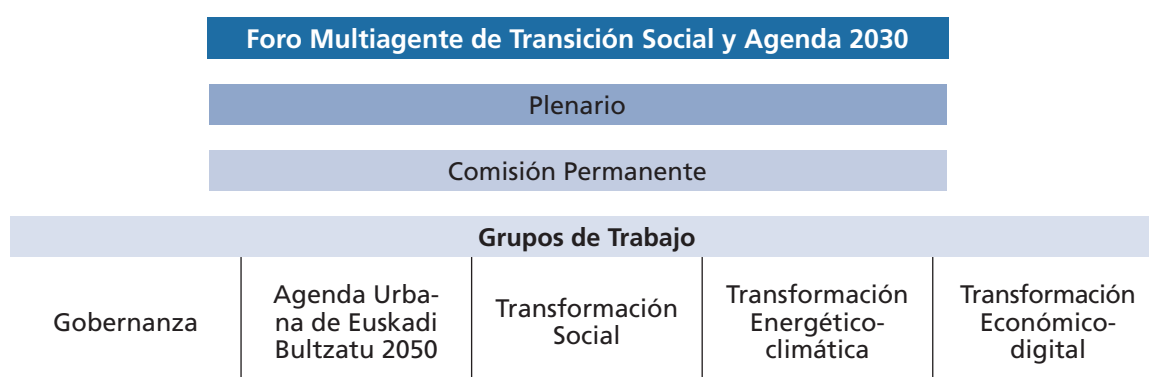 Foro Multiagente de Transición Social y Agenda 2030
Plenario
Comisión Permanente
Grupos de Trabajo
Gobernanza
Agenda Urba-
na de Euskadi
Bultzatu 2050
Transformación
Social
Transformación
Energético-
climática
Transformación
Económico-
digital